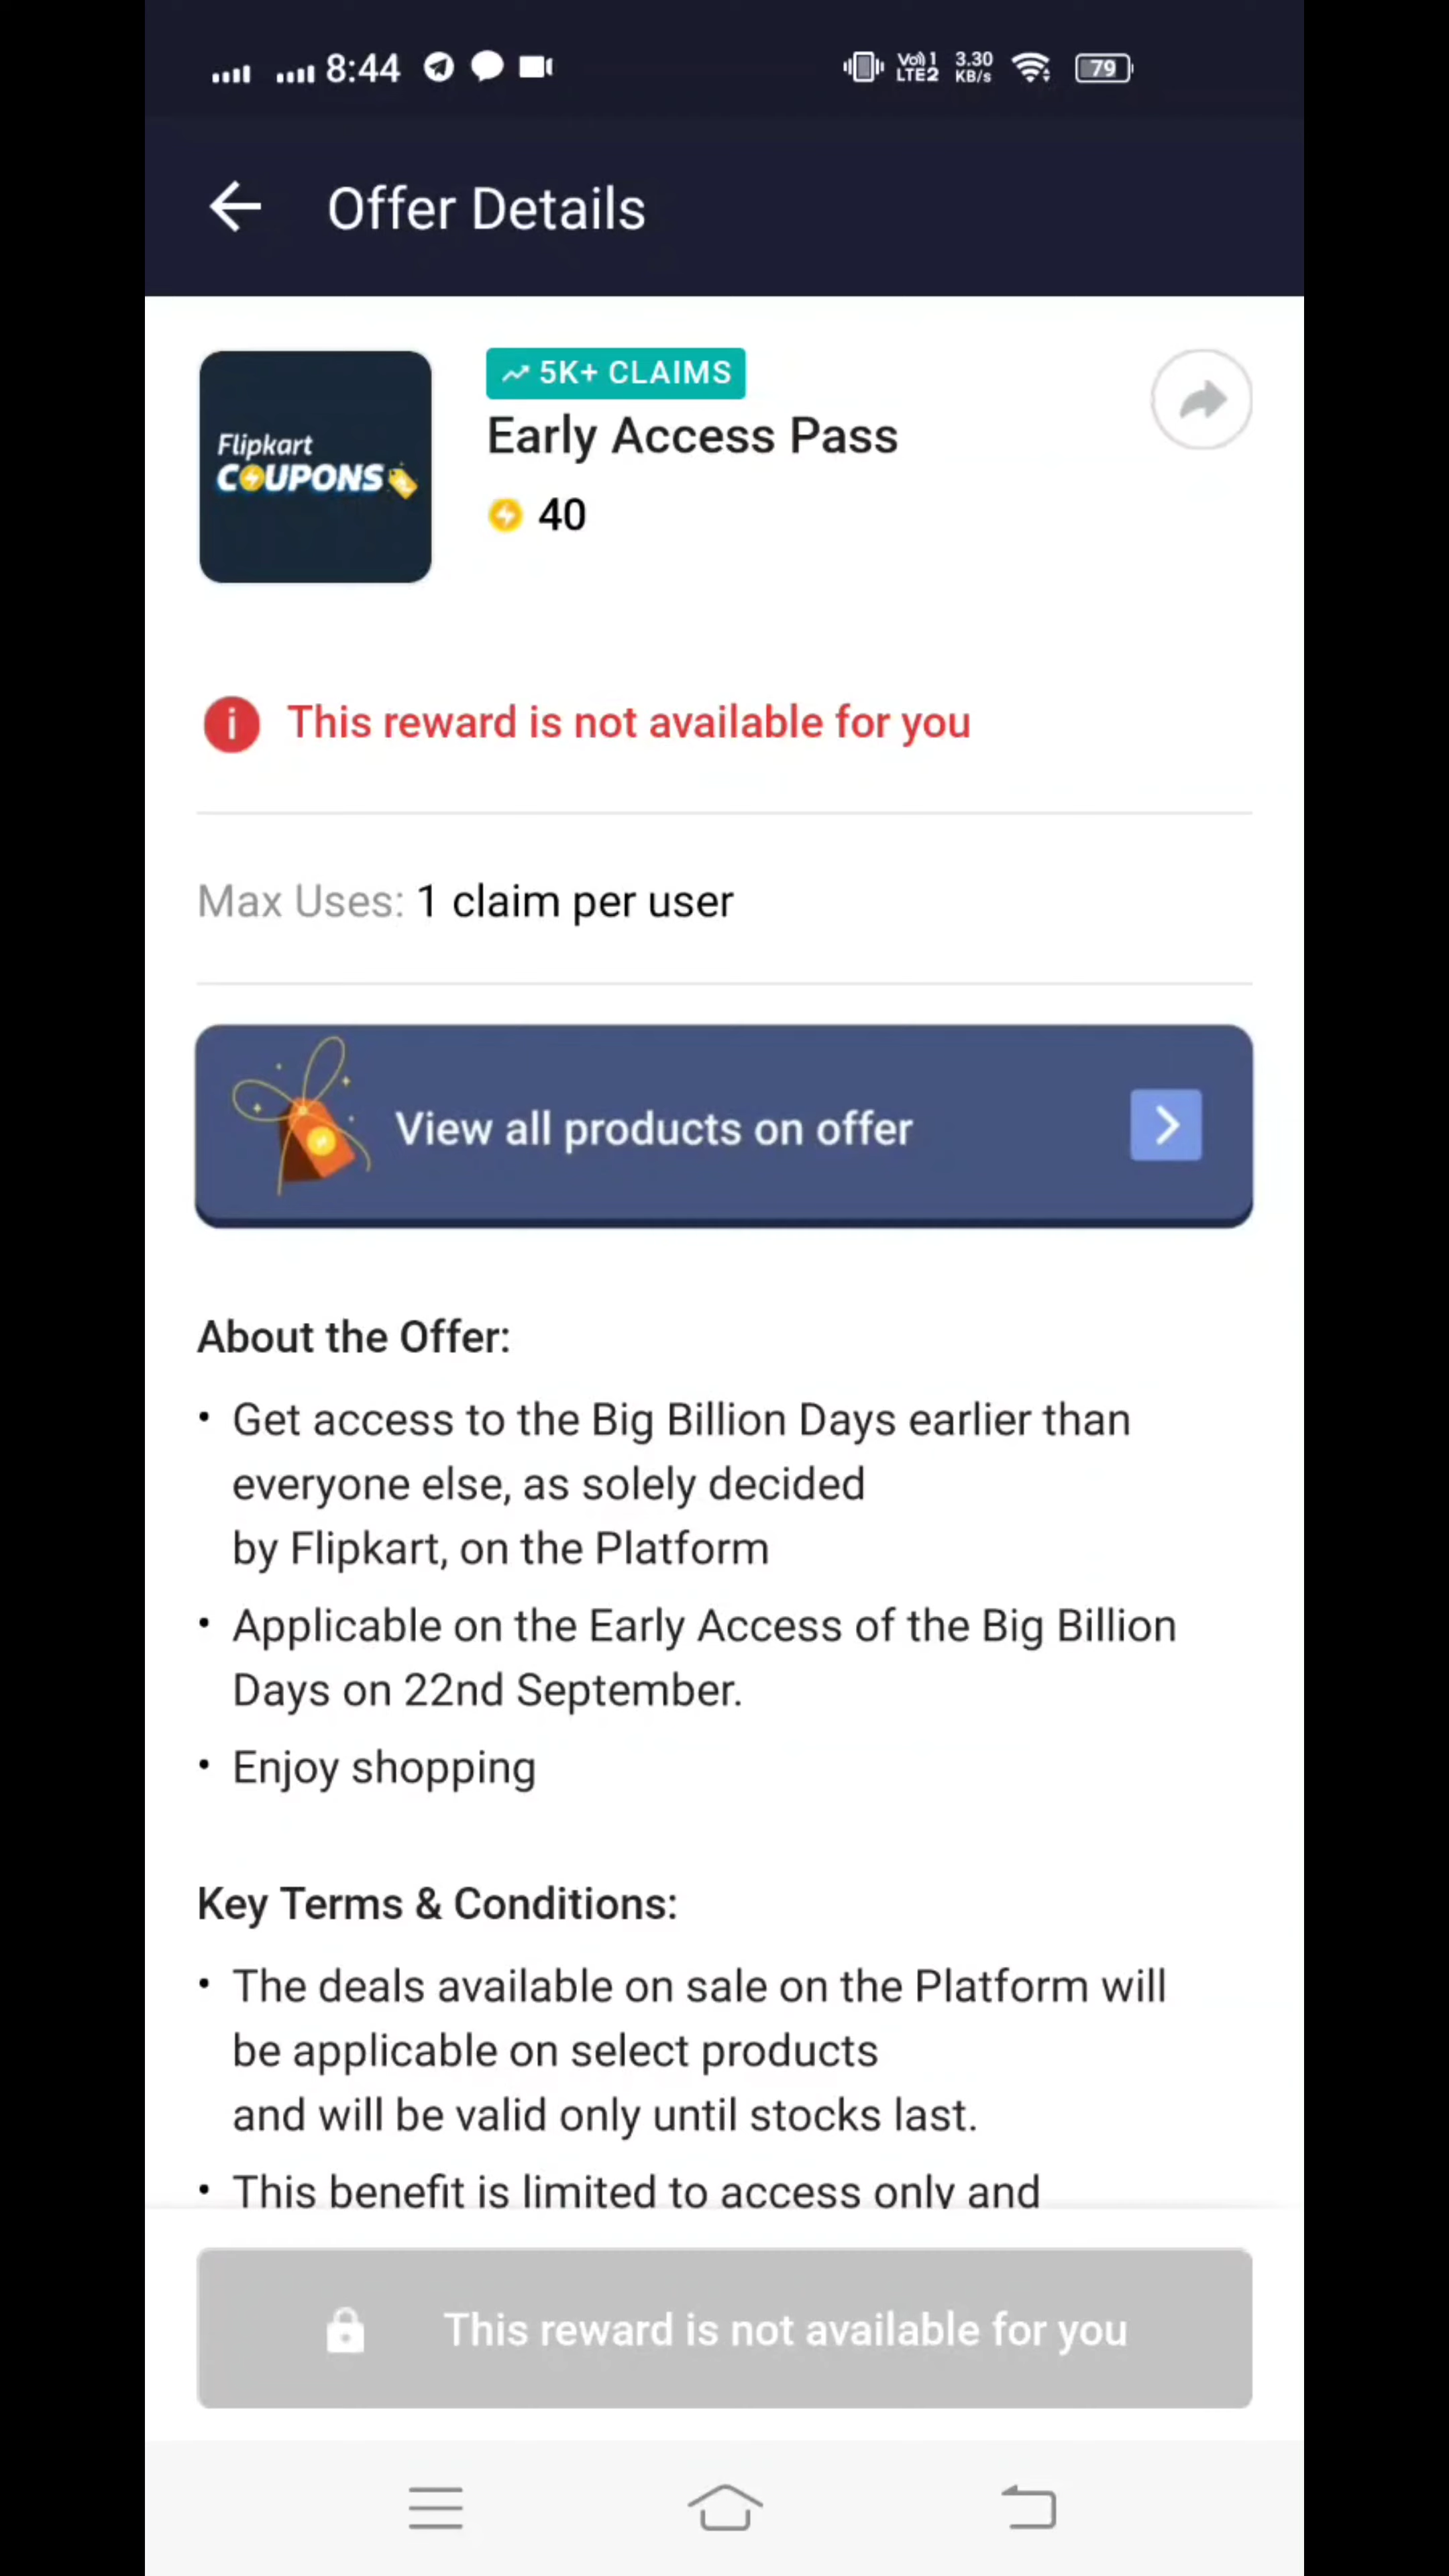 8:44 Vo) 1 LTE2 3.30 KB/s 79
Offer Details
5K+ CLAIMS
Flipkart
COUPONS
Early Access Pass
40
This reward is not available for you
Max Uses: 1 claim per user
View all products on offer
About the Offer:
• Get access to the Big Billion Days earlier than
everyone else, as solely decided
by Flipkart, on the Platform
• Applicable on the Early Access of the Big Billion
Days on 22nd September.
• Enjoy shopping
Key Terms & Conditions:
• The deals available on sale on the Platform will
be applicable on select products
and will be valid only until stocks last.
• This benefit is limited to access only and
This reward is not available for you